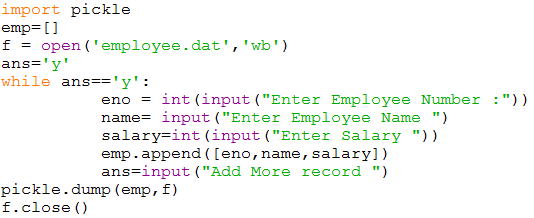 import pickle
emp=[]
f = open('employee.dat','wb')
ans='y'
while ans=='y':
          eno = int(input("Enter Employee Number :"))
          name= input("Enter Employee Name ")
          salary=int(input("Enter Salary "))
          emp.append([eno,name,salary])
          ans=input("Add More record ")
pickle.dump(emp,f)
f.close()